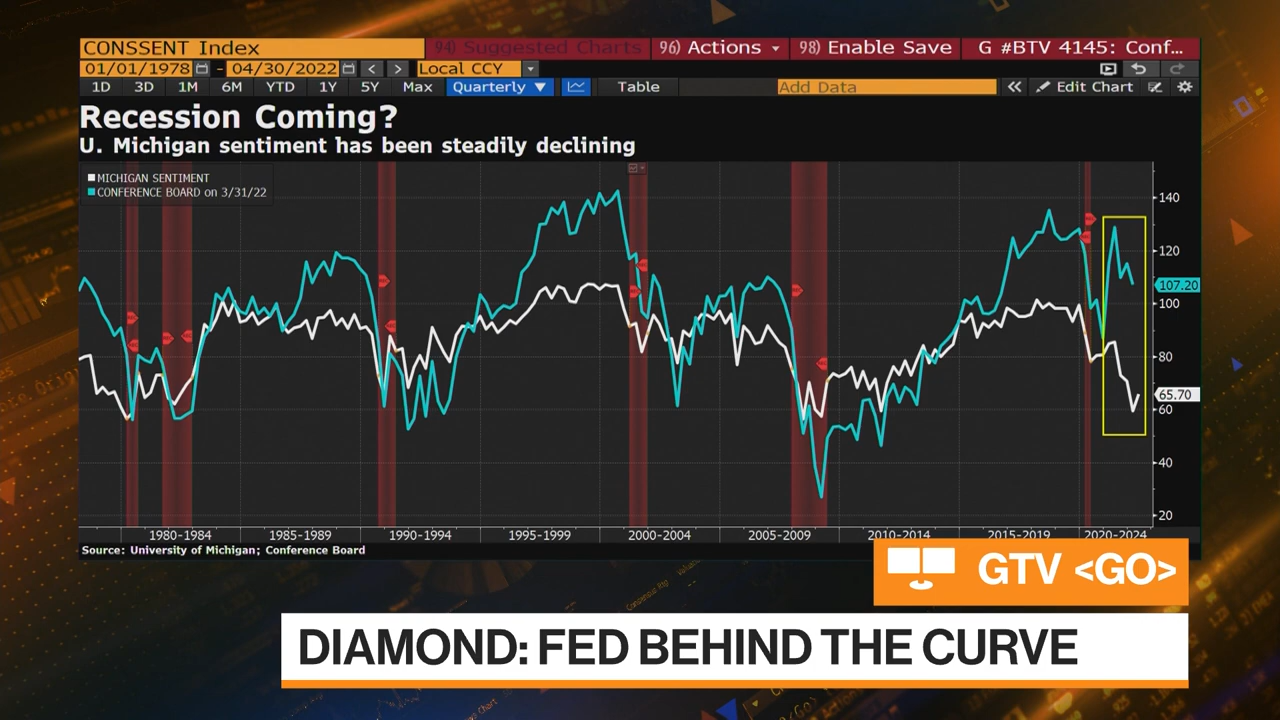 CONSSENT Index 94) Suggested Charts 96) Actions 98) Enable Save G #BTV 4145: Conf...
01/01/1978 - 04/30/2022 < > Local CCY
1D 3D 1M 6M YTD 1Y 5Y Max Quarterly ▼ Table Add Data « Edit Chart
Recession Coming?
U. Michigan sentiment has been steadily declining
MICHIGAN SENTIMENT
CONFERENCE BOARD on 3/31/22
140
120
107.20
100
80
65.70
60
40
20
1980-1984 1985-1989 1990-1994 1995-1999 2000-2004 2005-2009 2010-2014 2015-2019 2020-2024
Source: University of Michigan; Conference Board
GTV <GO>
DIAMOND: FED BEHIND THE CURVE